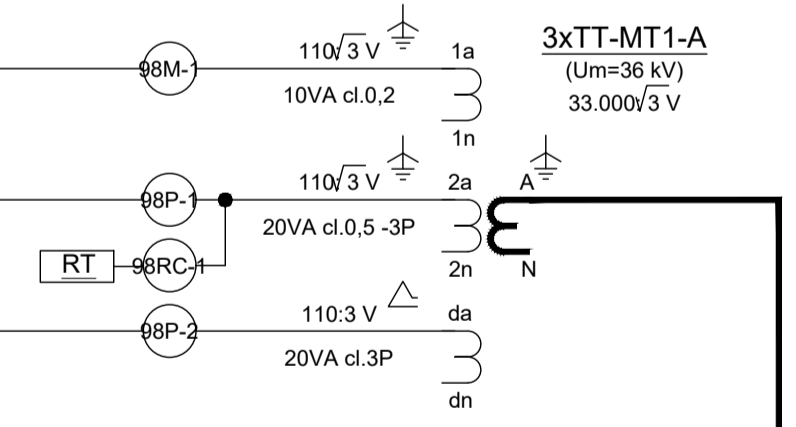 3xTT-MT1-A
(Um=36 kV)
33.000:√3 V
110:√3 V
1a
98M-1
10VA cl.0,2
1n
110:√3 V
2a
A
98P-1
20VA cl.0,5 -3P
RT
98RC-1
2n
N
110:3 V
da
98P-2
20VA cl.3P
dn